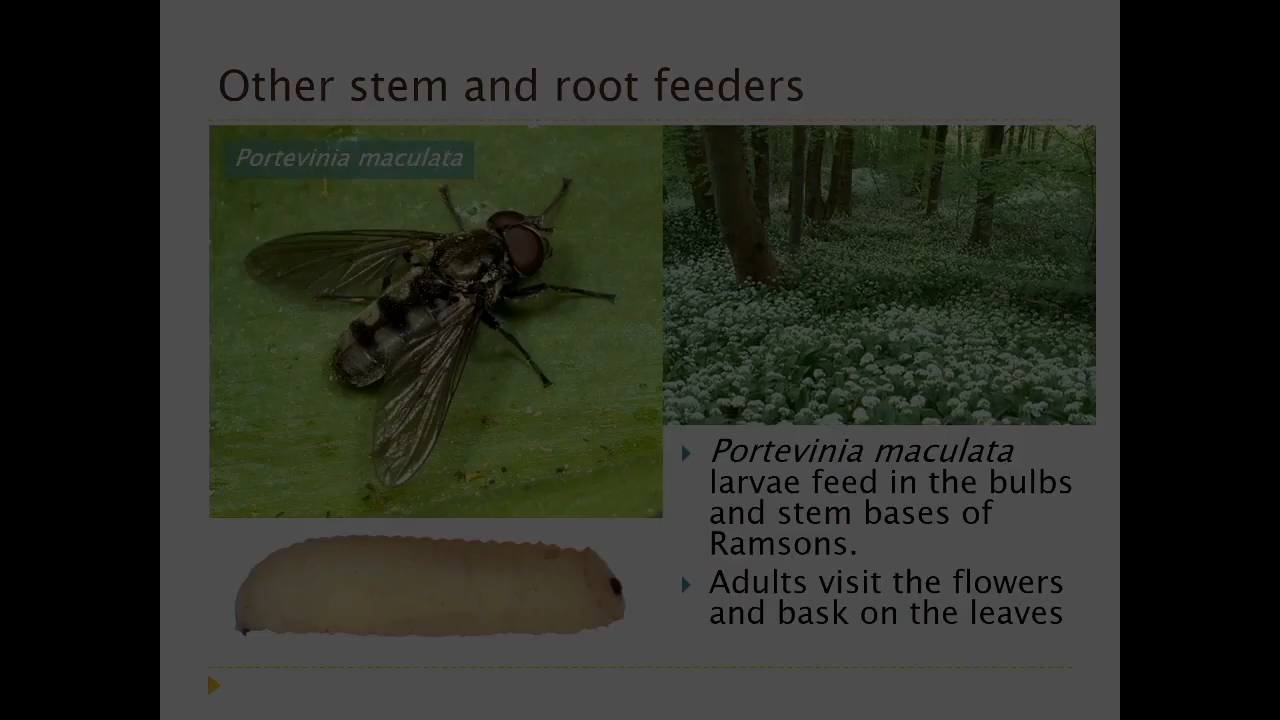 Other stem and root feeders
Portevinia maculata
Portevinia maculata
larvae feed in the bulbs
and stem bases of
Ramsons.
Adults visit the flowers
and bask on the leaves